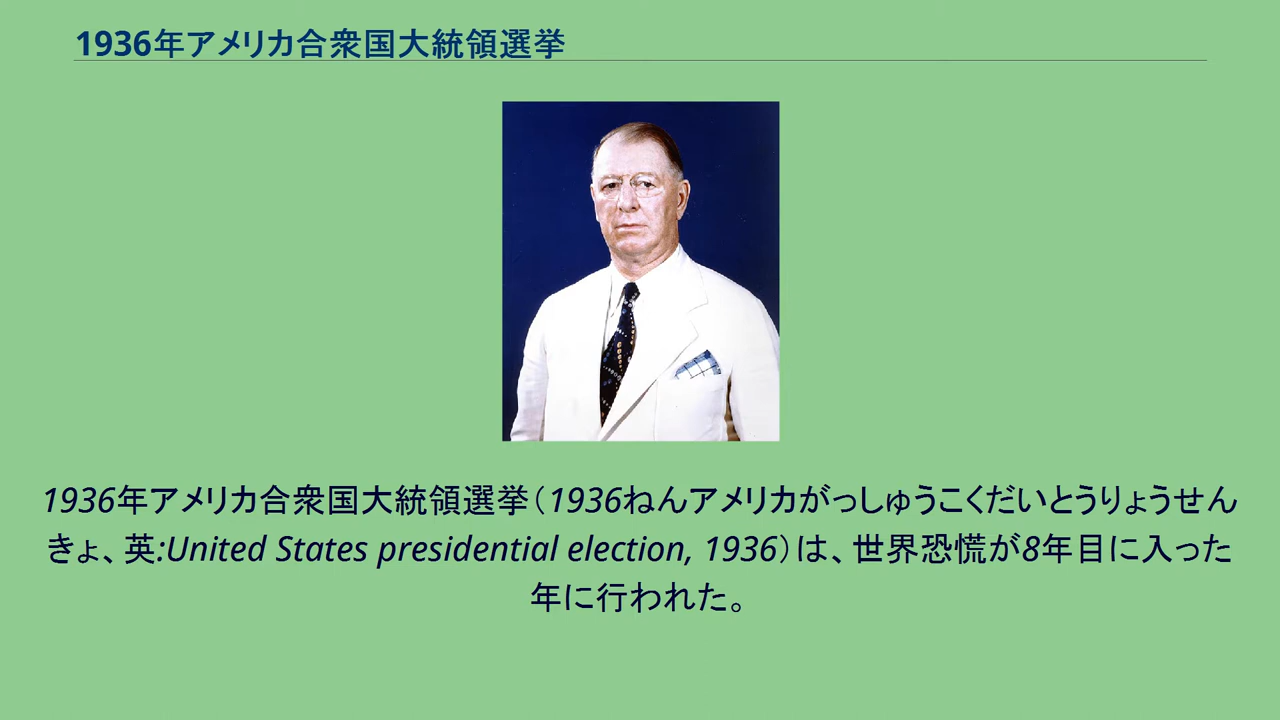 1936年アメリカ合衆国大統領選挙
1936年アメリカ合衆国大統領選挙（1936ねんアメリカがっしゅうこくだいとうりょうせん
きょ、英:United States presidential election, 1936）は、世界恐慌が8年目に入った
年に行われた。